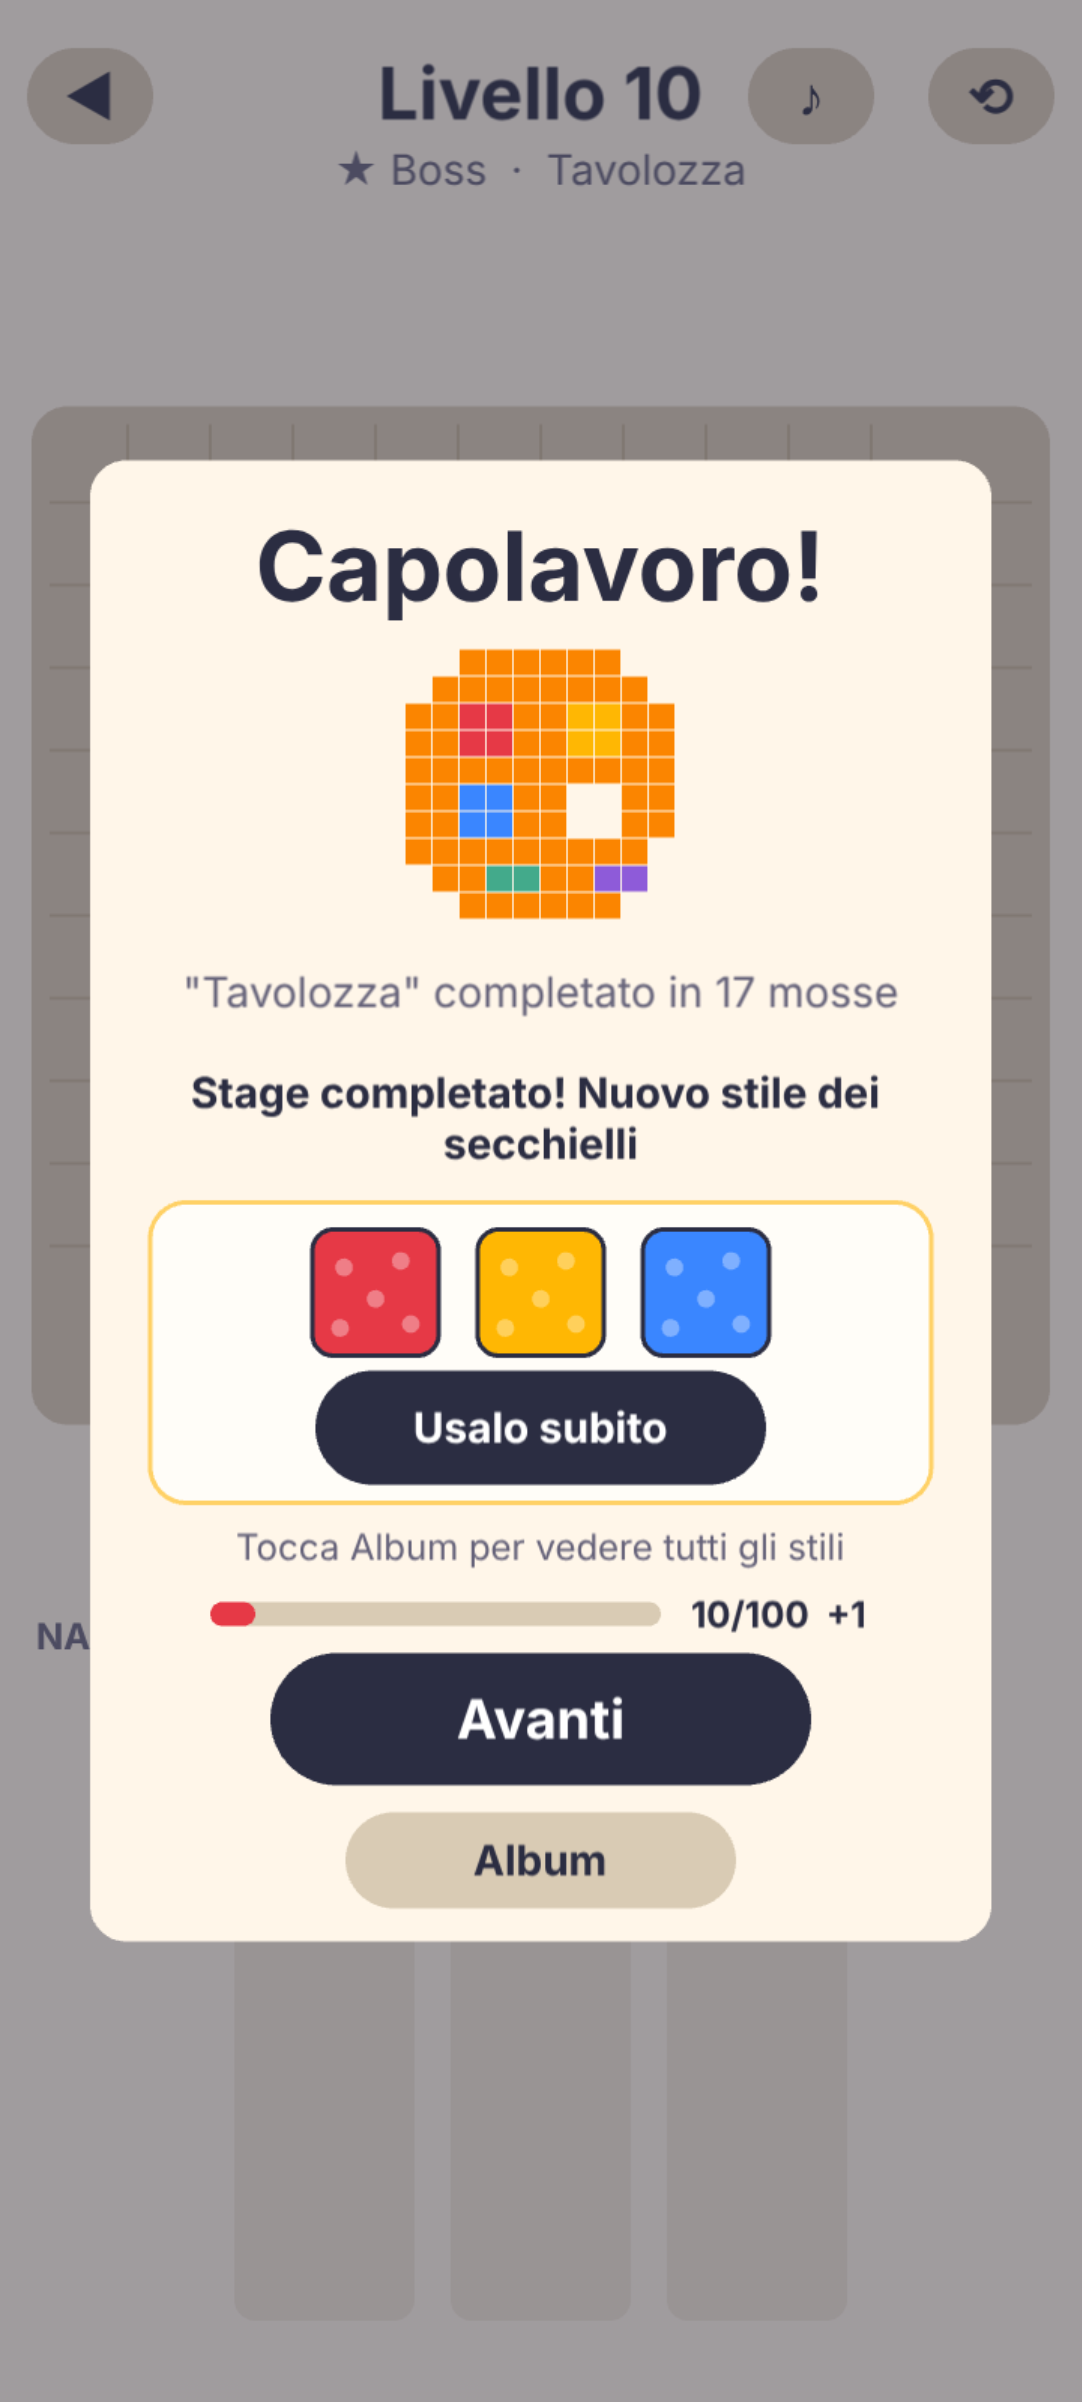 Livello 10
★ Boss · Tavolozza
Capolavoro!
"Tavolozza" completato in 17 mosse
Stage completato! Nuovo stile dei
secchielli
Usalo subito
Tocca Album per vedere tutti gli stili
10/100 +1
NA
Avanti
Album